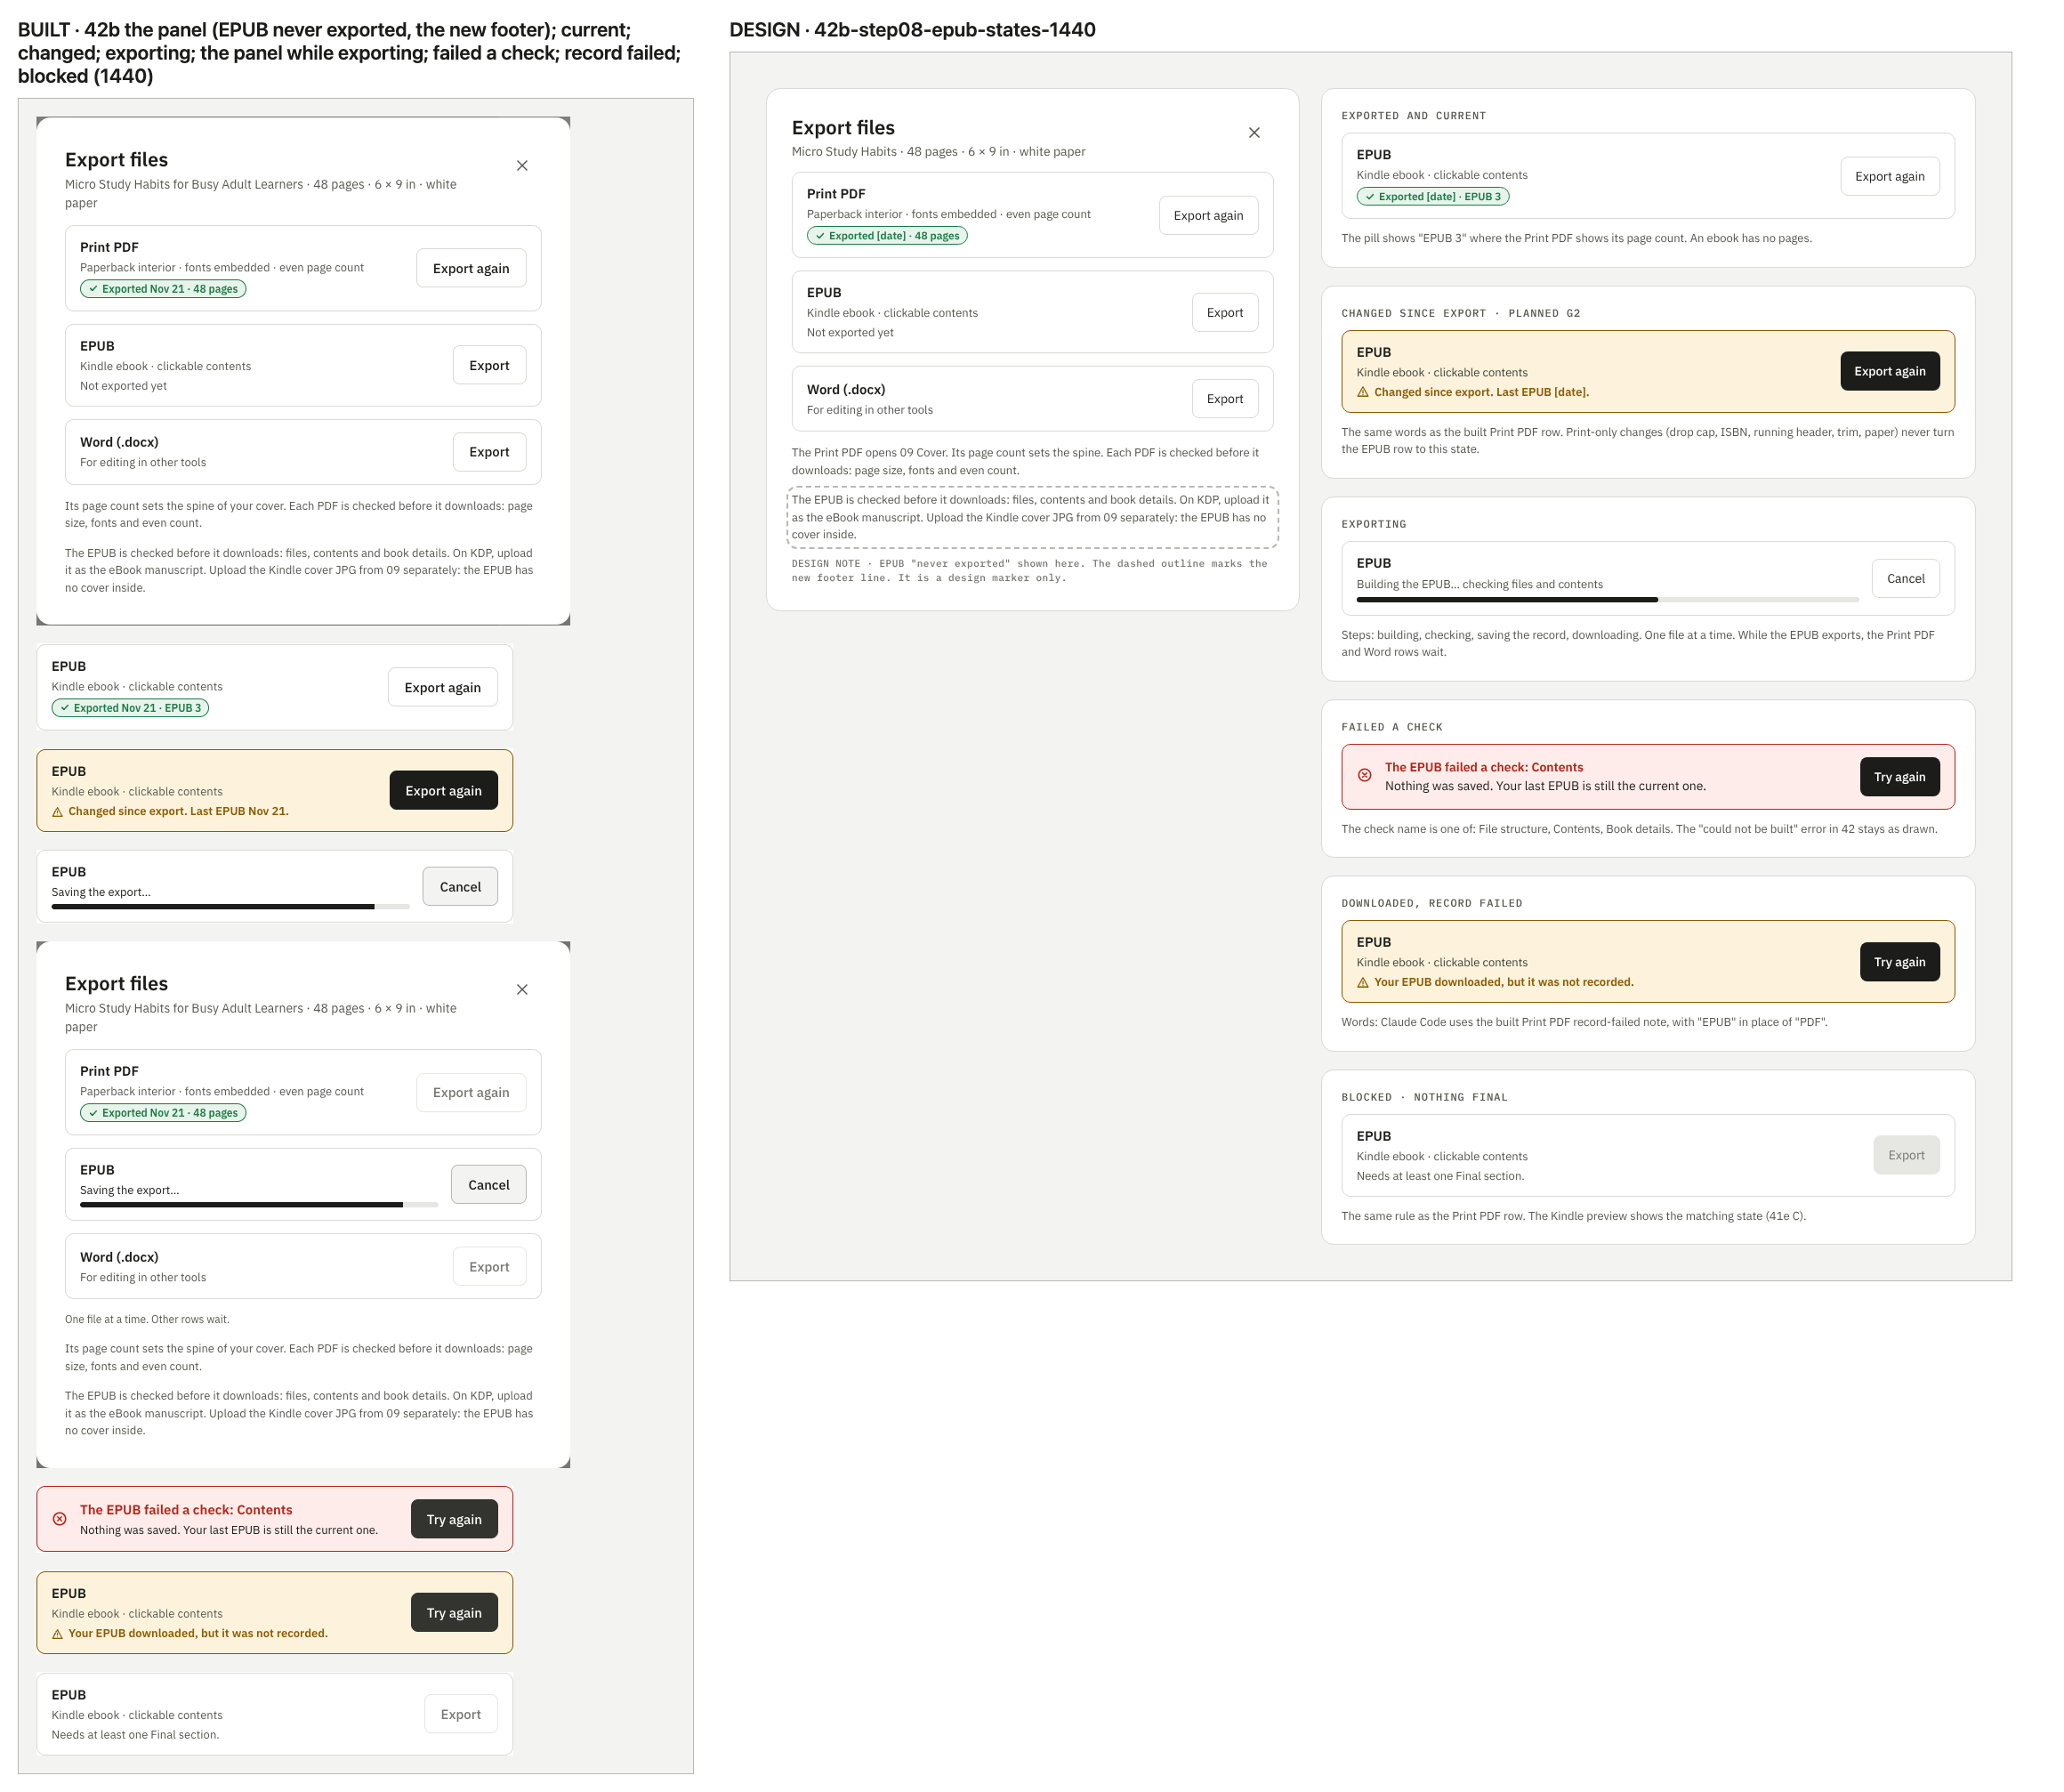 BUILT · 42b the panel (EPUB never exported, the new footer); current;
changed; exporting; the panel while exporting; failed a check; record failed;
blocked (1440)
Export files
Micro Study Habits for Busy Adult Learners · 48 pages · 6 × 9 in · white
paper
Print PDF
Paperback interior · fonts embedded · even page count
Exported Nov 21 · 48 pages
Export again
EPUB
Kindle ebook · clickable contents
Not exported yet
Export
Word (.docx)
For editing in other tools
Export
Its page count sets the spine of your cover. Each PDF is checked before it downloads: page
size, fonts and even count.
The EPUB is checked before it downloads: files, contents and book details. On KDP, upload
it as the eBook manuscript. Upload the Kindle cover JPG from 09 separately: the EPUB has
no cover inside.
EPUB
Kindle ebook · clickable contents
Exported Nov 21 · EPUB 3
Export again
EPUB
Kindle ebook · clickable contents
Changed since export. Last EPUB Nov 21.
Export again
EPUB
Saving the export…
Cancel
Export files
Micro Study Habits for Busy Adult Learners · 48 pages · 6 × 9 in · white
paper
Print PDF
Paperback interior · fonts embedded · even page count
Exported Nov 21 · 48 pages
Export again
EPUB
Saving the export…
Cancel
Word (.docx)
For editing in other tools
Export
One file at a time. Other rows wait.
Its page count sets the spine of your cover. Each PDF is checked before it downloads: page
size, fonts and even count.
The EPUB is checked before it downloads: files, contents and book details. On KDP, upload
it as the eBook manuscript. Upload the Kindle cover JPG from 09 separately: the EPUB has
no cover inside.
The EPUB failed a check: Contents
Nothing was saved. Your last EPUB is still the current one.
Try again
EPUB
Kindle ebook · clickable contents
Your EPUB downloaded, but it was not recorded.
Try again
EPUB
Kindle ebook · clickable contents
Needs at least one Final section.
Export
DESIGN · 42b-step08-epub-states-1440
Export files
Micro Study Habits · 48 pages · 6 × 9 in · white paper
Print PDF
Paperback interior · fonts embedded · even page count
Exported [date] · 48 pages
Export again
EPUB
Kindle ebook · clickable contents
Not exported yet
Export
Word (.docx)
For editing in other tools
Export
The Print PDF opens 09 Cover. Its page count sets the spine. Each PDF is checked before it
downloads: page size, fonts and even count.
The EPUB is checked before it downloads: files, contents and book details. On KDP, upload it
as the eBook manuscript. Upload the Kindle cover JPG from 09 separately: the EPUB has no
cover inside.
DESIGN NOTE · EPUB "never exported" shown here. The dashed outline marks the
new footer line. It is a design marker only.
EXPORTED AND CURRENT
EPUB
Kindle ebook · clickable contents
Exported [date] · EPUB 3
Export again
The pill shows "EPUB 3" where the Print PDF shows its page count. An ebook has no pages.
CHANGED SINCE EXPORT · PLANNED G2
EPUB
Kindle ebook · clickable contents
Changed since export. Last EPUB [date].
Export again
The same words as the built Print PDF row. Print-only changes (drop cap, ISBN, running header, trim, paper) never turn
the EPUB row to this state.
EXPORTING
EPUB
Building the EPUB… checking files and contents
Cancel
Steps: building, checking, saving the record, downloading. One file at a time. While the EPUB exports, the Print PDF
and Word rows wait.
FAILED A CHECK
The EPUB failed a check: Contents
Nothing was saved. Your last EPUB is still the current one.
Try again
The check name is one of: File structure, Contents, Book details. The "could not be built" error in 42 stays as drawn.
DOWNLOADED, RECORD FAILED
EPUB
Kindle ebook · clickable contents
Your EPUB downloaded, but it was not recorded.
Try again
Words: Claude Code uses the built Print PDF record-failed note, with "EPUB" in place of "PDF".
BLOCKED · NOTHING FINAL
EPUB
Kindle ebook · clickable contents
Needs at least one Final section.
Export
The same rule as the Print PDF row. The Kindle preview shows the matching state (41e C).